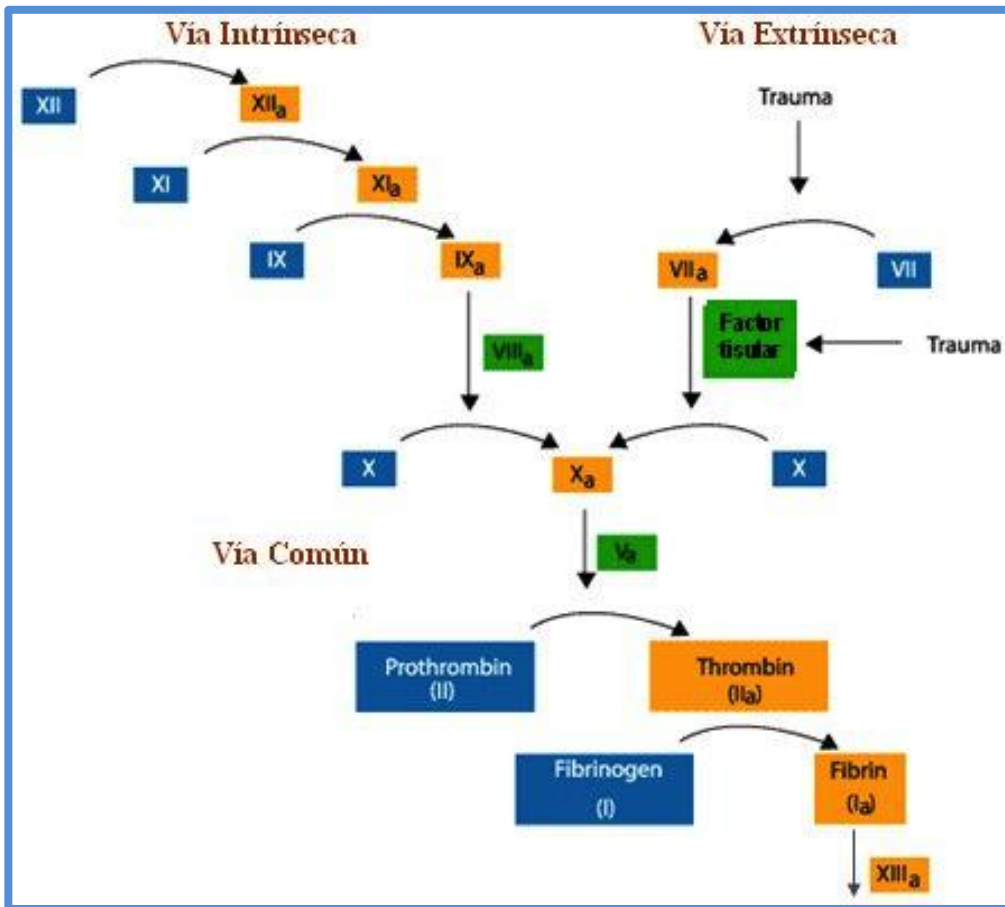 Vía Intrínseca
Vía Extrínseca
XII
XIIa
Trauma
XI
XIa
IX
IXa
VIIa
VII
VIIIa
Factor
tisular
Trauma
X
Xa
X
Vía Común
Va
Prothrombin
(II)
Thrombin
(IIa)
Fibrinogen
(I)
Fibrin
(Ia)
XIIIa